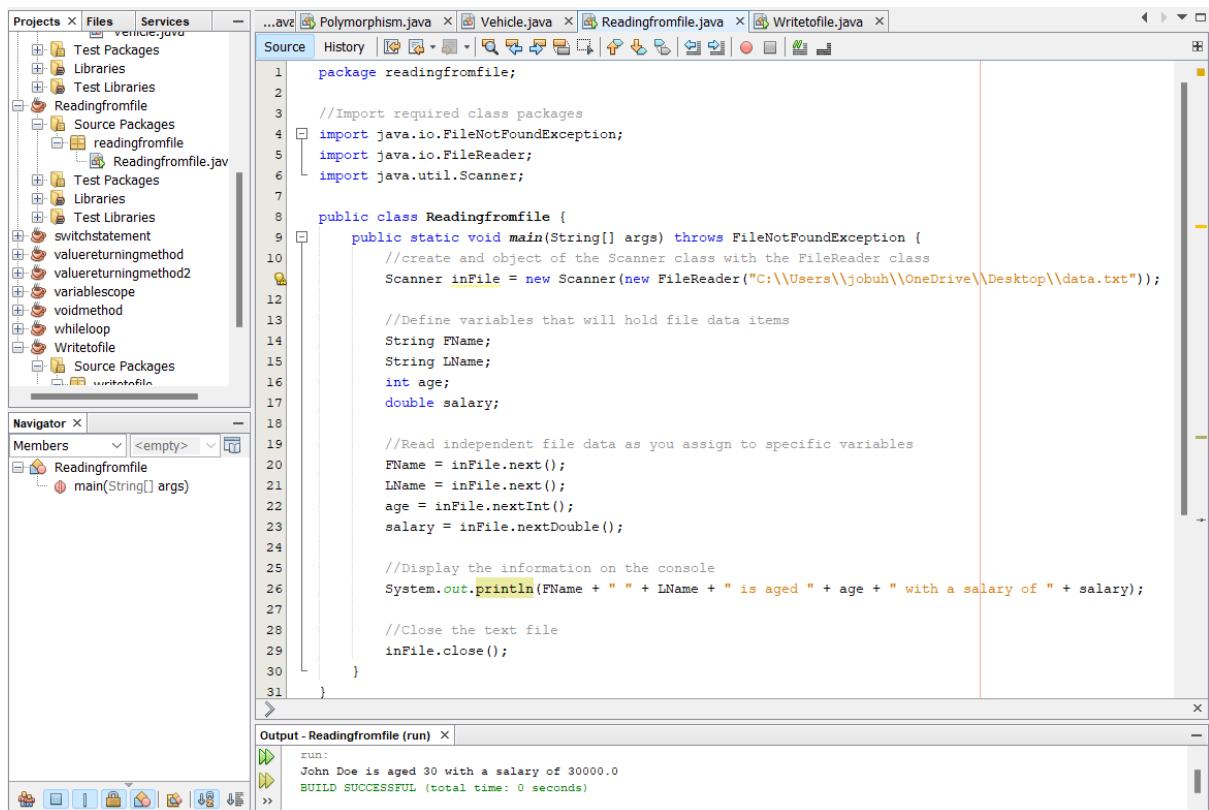 Projects Files Services
...ava Polymorphism.java Vehicle.java Readingfromfile.java Writetofile.java
Vehicle.java
Test Packages
Libraries
Test Libraries
Readingfromfile
Source Packages
readingfromfile
Readingfromfile.jav
Test Packages
Libraries
Test Libraries
switchstatement
valuereturningmethod
valuereturningmethod2
variablescope
voidmethod
whileloop
Writetofile
Source Packages
writetofile
Navigator
Members <empty>
Readingfromfile
main(String[] args)
Source History
1 package readingfromfile;
2
3 //Import required class packages
4 import java.io.FileNotFoundException;
5 import java.io.FileReader;
6 import java.util.Scanner;
7
8 public class Readingfromfile {
9 public static void main(String[] args) throws FileNotFoundException {
10 //create and object of the Scanner class with the FileReader class
Scanner inFile = new Scanner(new FileReader("C:\\Users\\jobuh\\OneDrive\\Desktop\\data.txt"));
12
13 //Define variables that will hold file data items
14 String FName;
15 String LName;
16 int age;
17 double salary;
18
19 //Read independent file data as you assign to specific variables
20 FName = inFile.next();
21 LName = inFile.next();
22 age = inFile.nextInt();
23 salary = inFile.nextDouble();
24
25 //Display the information on the console
26 System.out.println(FName + " " + LName + " is aged " + age + " with a salary of " + salary);
27
28 //Close the text file
29 inFile.close();
30 }
31 }
Output - Readingfromfile (run)
run:
John Doe is aged 30 with a salary of 30000.0
BUILD SUCCESSFUL (total time: 0 seconds)